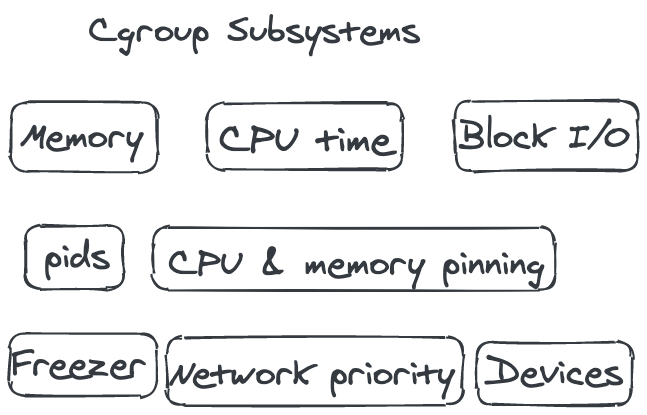 Cgroup Subsystems
Memory
CPU time
Block I/O
pids
CPU & memory pinning
Freezer
Network priority
Devices